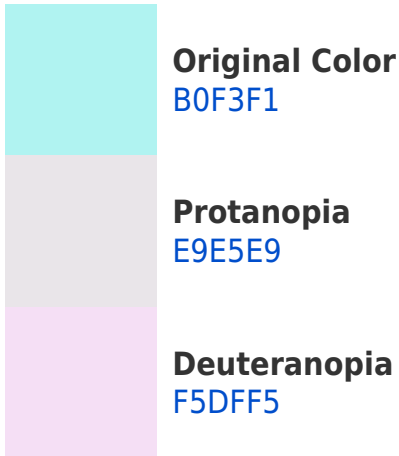 Original Color
B0F3F1
Protanopia
E9E5E9
Deuteranopia
F5DFF5